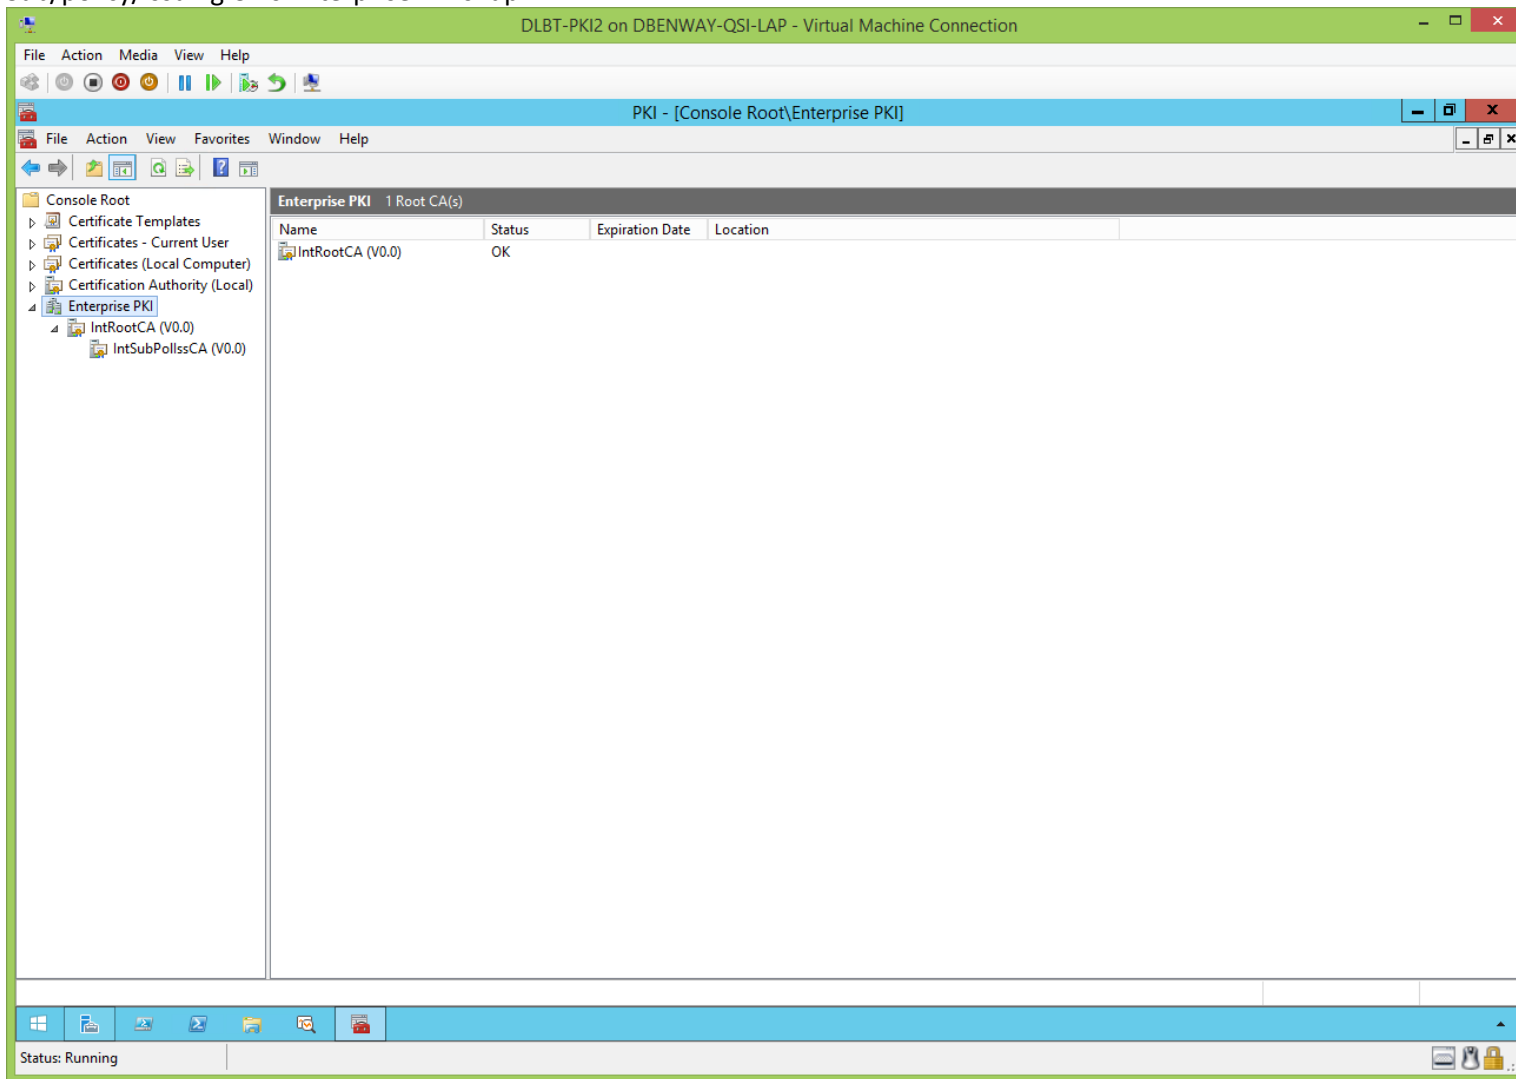 DLBT-PKI2 on DBENWAY-QSI-LAP - Virtual Machine Connection
File Action Media View Help
PKI - [Console Root\Enterprise PKI]
File Action View Favorites Window Help
Console Root
Certificate Templates
Certificates - Current User
Certificates (Local Computer)
Certification Authority (Local)
Enterprise PKI
IntRootCA (V0.0)
IntSubPolIssCA (V0.0)
Enterprise PKI 1 Root CA(s)
Name Status Expiration Date Location
IntRootCA (V0.0) OK
Status: Running